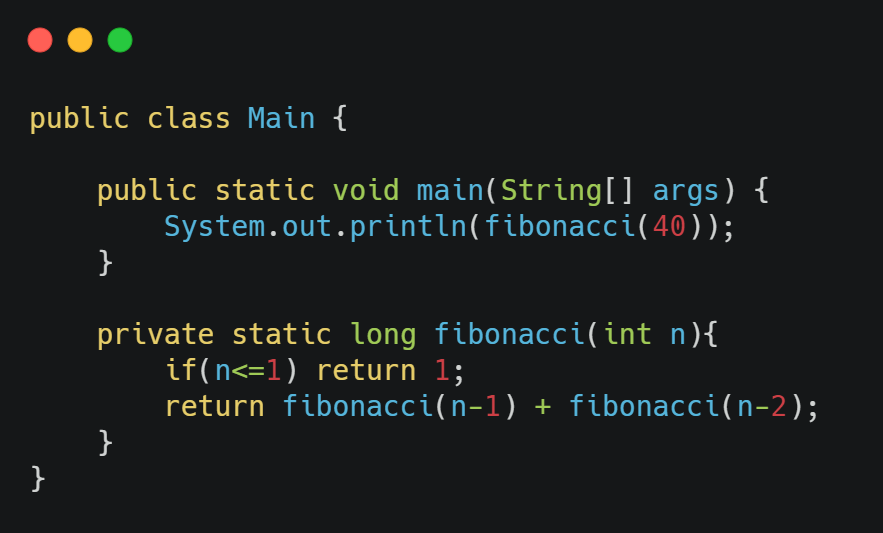 public class Main {
    public static void main(String[] args) {
        System.out.println(fibonacci(40));
    }
    private static long fibonacci(int n){
        if(n<=1) return 1;
        return fibonacci(n-1) + fibonacci(n-2);
    }
}